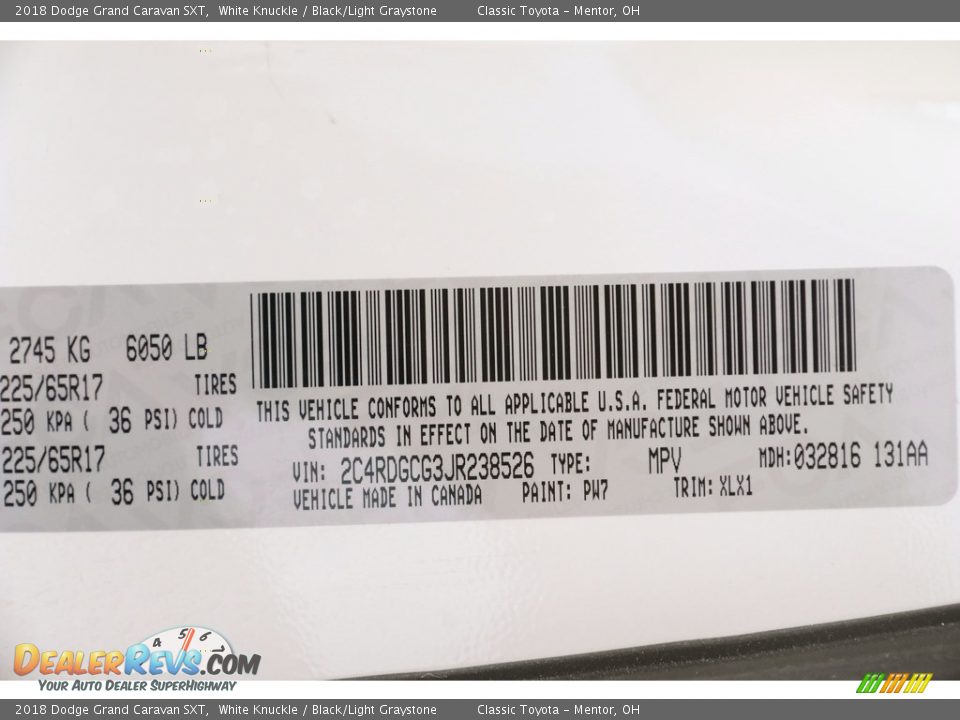 2018 Dodge Grand Caravan SXT, White Knuckle / Black/Light Graystone Classic Toyota - Mentor, OH
2745 KG 6050 LB
225/65R17 TIRES
250 KPA ( 36 PSI) COLD
225/65R17 TIRES
250 KPA ( 36 PSI) COLD
THIS VEHICLE CONFORMS TO ALL APPLICABLE U.S.A. FEDERAL MOTOR VEHICLE SAFETY
STANDARDS IN EFFECT ON THE DATE OF MANUFACTURE SHOWN ABOVE.
VIN: 2C4RDGCG3JR238526 TYPE: MPV MDH:032816 131AA
VEHICLE MADE IN CANADA PAINT: PW7 TRIM: XLX1
4 5 6 7
DEALERREVS.COM
YOUR AUTO DEALER SUPERHIGHWAY
2018 Dodge Grand Caravan SXT, White Knuckle / Black/Light Graystone Classic Toyota - Mentor, OH